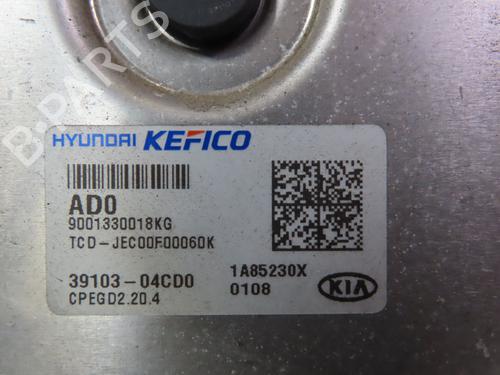 B-PARTS
HYUNDAI KEFICO
AD0
9001330018KG
TCD-JEC00F00060K
39103-04CD0
CPEGD2.20.4
1A85230X
0108
KIA